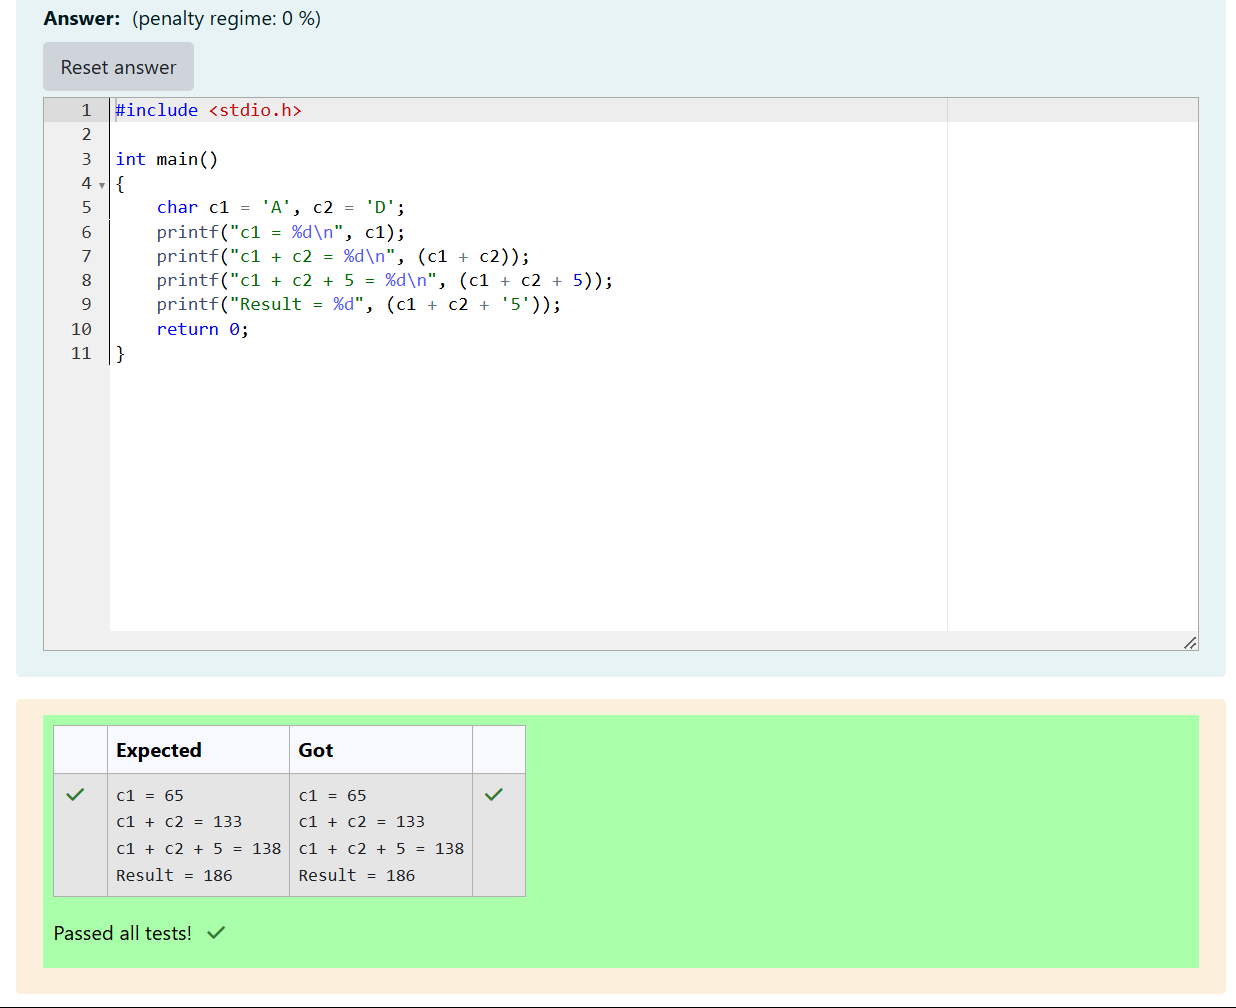 Answer: (penalty regime: 0 %)
Reset answer
1 #include <stdio.h>
2
3 int main()
4 {
5     char c1 = 'A', c2 = 'D';
6     printf("c1 = %d\n", c1);
7     printf("c1 + c2 = %d\n", (c1 + c2));
8     printf("c1 + c2 + 5 = %d\n", (c1 + c2 + 5));
9     printf("Result = %d", (c1 + c2 + '5'));
10     return 0;
11 }
Expected Got
c1 = 65 c1 = 65
c1 + c2 = 133 c1 + c2 = 133
c1 + c2 + 5 = 138 c1 + c2 + 5 = 138
Result = 186 Result = 186
Passed all tests!